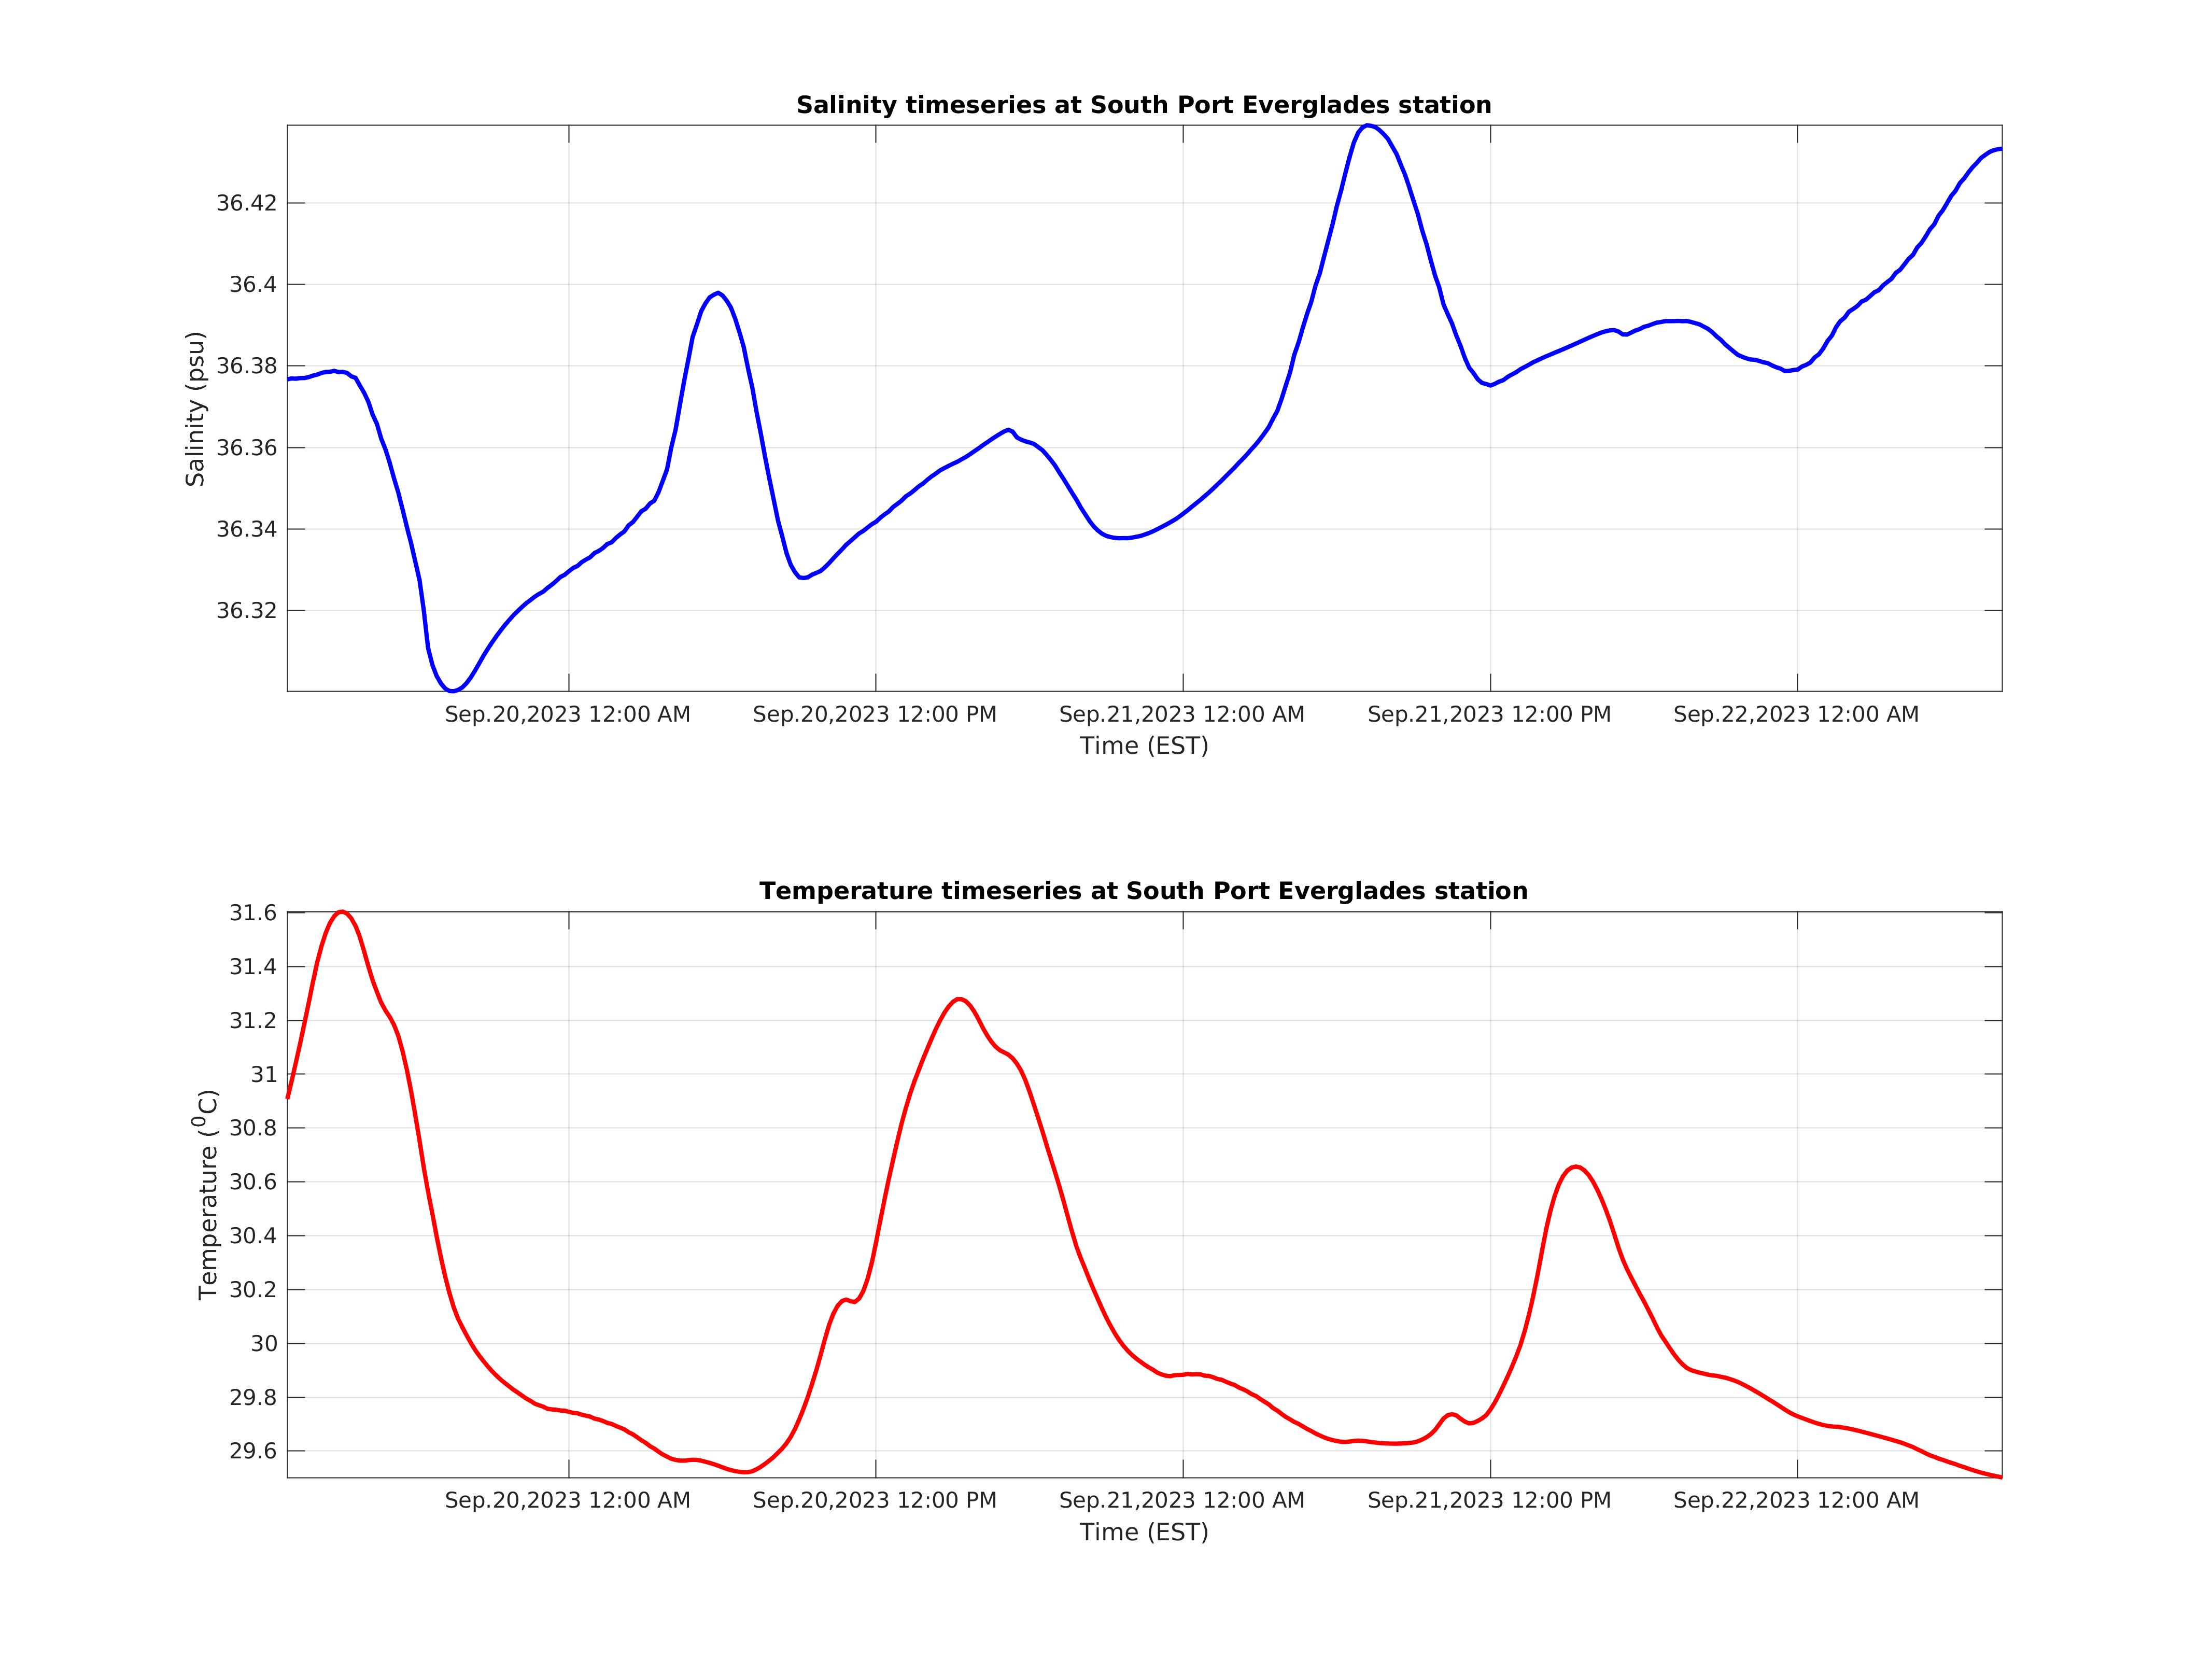 Salinity timeseries at South Port Everglades station
36.42
36.4
36.38
36.36
36.34
36.32
Salinity (psu)
Sep.20,2023 12:00 AM Sep.20,2023 12:00 PM Sep.21,2023 12:00 AM Sep.21,2023 12:00 PM Sep.22,2023 12:00 AM
Time (EST)
Temperature timeseries at South Port Everglades station
31.6
31.4
31.2
31
30.8
30.6
30.4
30.2
30
29.8
29.6
Temperature (⁰C)
Sep.20,2023 12:00 AM Sep.20,2023 12:00 PM Sep.21,2023 12:00 AM Sep.21,2023 12:00 PM Sep.22,2023 12:00 AM
Time (EST)